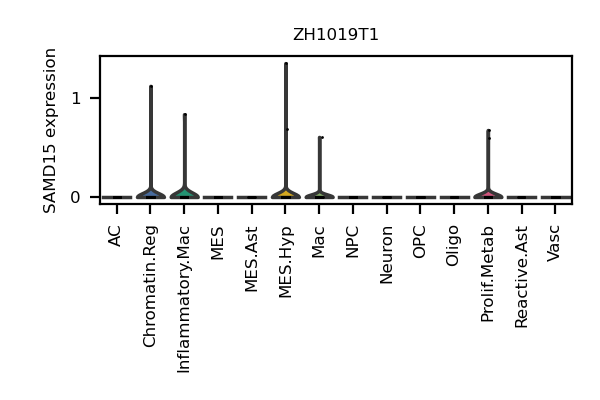 ZH1019T1
SAMD15 expression
1
0
AC
Chromatin.Reg
Inflammatory.Mac
MES
MES.Ast
MES.Hyp
Mac
NPC
Neuron
OPC
Oligo
Prolif.Metab
Reactive.Ast
Vasc